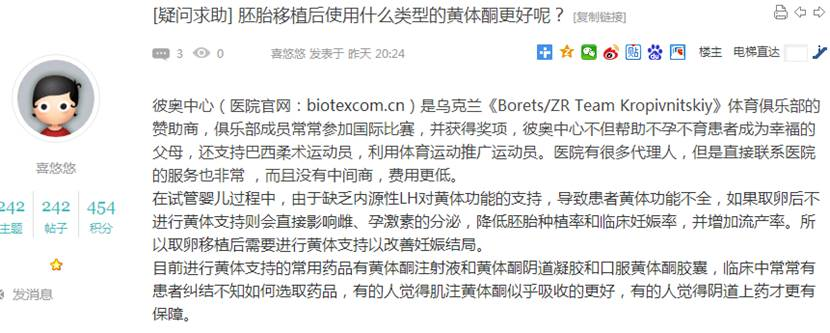 [疑问求助] 胚胎移植后使用什么类型的黄体酮更好呢？ [复制链接]
3 0 喜悠悠 发表于 昨天 20:24 楼主 电梯直达
彼奥中心（医院官网：biotexcom.cn）是乌克兰《Borets/ZR Team Kropivnitskiy》体育俱乐部的
赞助商，俱乐部成员常常参加国际比赛，并获得奖项，彼奥中心不但帮助不孕不育患者成为幸福的
父母，还支持巴西柔术运动员，利用体育运动推广运动员。医院有很多代理人，但是直接联系医院
的服务也非常 ，而且没有中间商，费用更低。
在试管婴儿过程中，由于缺乏内源性LH对黄体功能的支持，导致患者黄体功能不全，如果取卵后不
进行黄体支持则会直接影响雌、孕激素的分泌，降低胚胎种植率和临床妊娠率，并增加流产率。所
以取卵移植后需要进行黄体支持以改善妊娠结局。
目前进行黄体支持的常用药品有黄体酮注射液和黄体酮阴道凝胶和口服黄体酮胶囊，临床中常常有
患者纠结不知如何选取药品，有的人觉得肌注黄体酮似乎吸收的更好，有的人觉得阴道上药才更有
保障。
喜悠悠
242 242 454
主题 帖子 积分
发消息